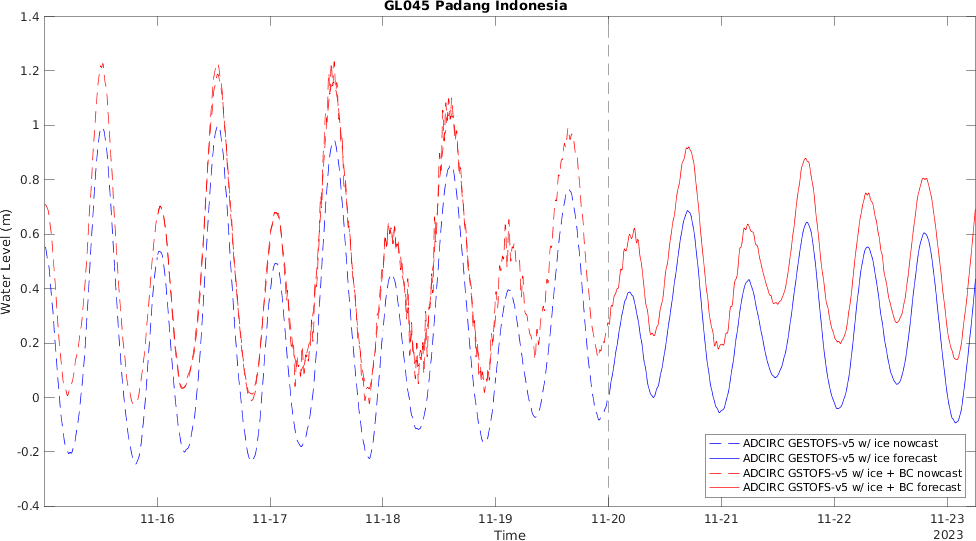 GL045 Padang Indonesia
1.4
1.2
1
0.8
0.6
0.4
0.2
0
-0.2
-0.4
Water Level (m)
11-16
11-17
11-18
11-19
11-20
11-21
11-22
11-23
Time
2023
ADCIRC GESTOFS-v5 w/ ice nowcast
ADCIRC GESTOFS-v5 w/ ice forecast
ADCIRC GSTOFS-v5 w/ ice + BC nowcast
ADCIRC GSTOFS-v5 w/ ice + BC forecast